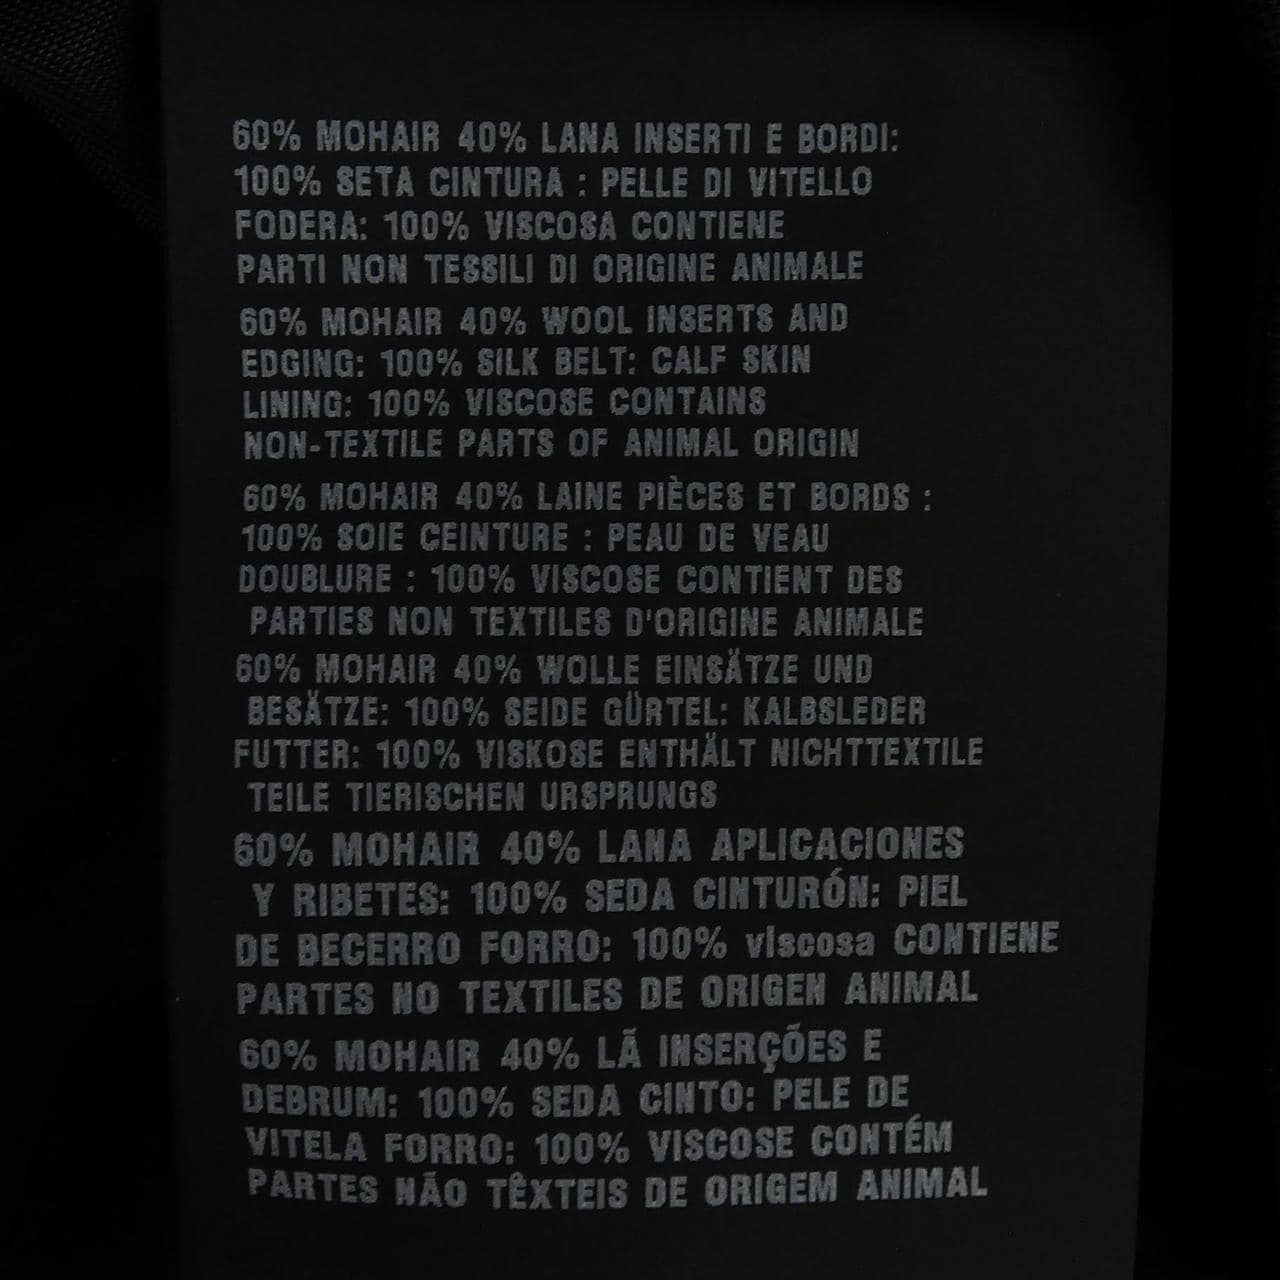 60% MOHAIR 40% LANA INSERTI E BORDI:
100% SETA CINTURA : PELLE DI VITELLO
FODERA: 100% VISCOSA CONTIENE
PARTI NON TESSILI DI ORIGINE ANIMALE
60% MOHAIR 40% WOOL INSERTS AND
EDGING: 100% SILK BELT: CALF SKIN
LINING: 100% VISCOSE CONTAINS
NON-TEXTILE PARTS OF ANIMAL ORIGIN
60% MOHAIR 40% LAINE PIÈCES ET BORDS :
100% SOIE CEINTURE : PEAU DE VEAU
DOUBLURE : 100% VISCOSE CONTIENT DES
PARTIES NON TEXTILES D'ORIGINE ANIMALE
60% MOHAIR 40% WOLLE EINSÄTZE UND
BESÄTZE: 100% SEIDE GÜRTEL: KALBSLEDER
FUTTER: 100% VISKOSE ENTHÄLT NICHTTEXTILE
TEILE TIERISCHEN URSPRUNGS
60% MOHAIR 40% LANA APLICACIONES
Y RIBETES: 100% SEDA CINTURÓN: PIEL
DE BECERRO FORRO: 100% viscosa CONTIENE
PARTES NO TEXTILES DE ORIGEN ANIMAL
60% MOHAIR 40% LÃ INSERÇÕES E
DEBRUM: 100% SEDA CINTO: PELE DE
VITELA FORRO: 100% VISCOSE CONTÉM
PARTES NÃO TÊXTEIS DE ORIGEM ANIMAL